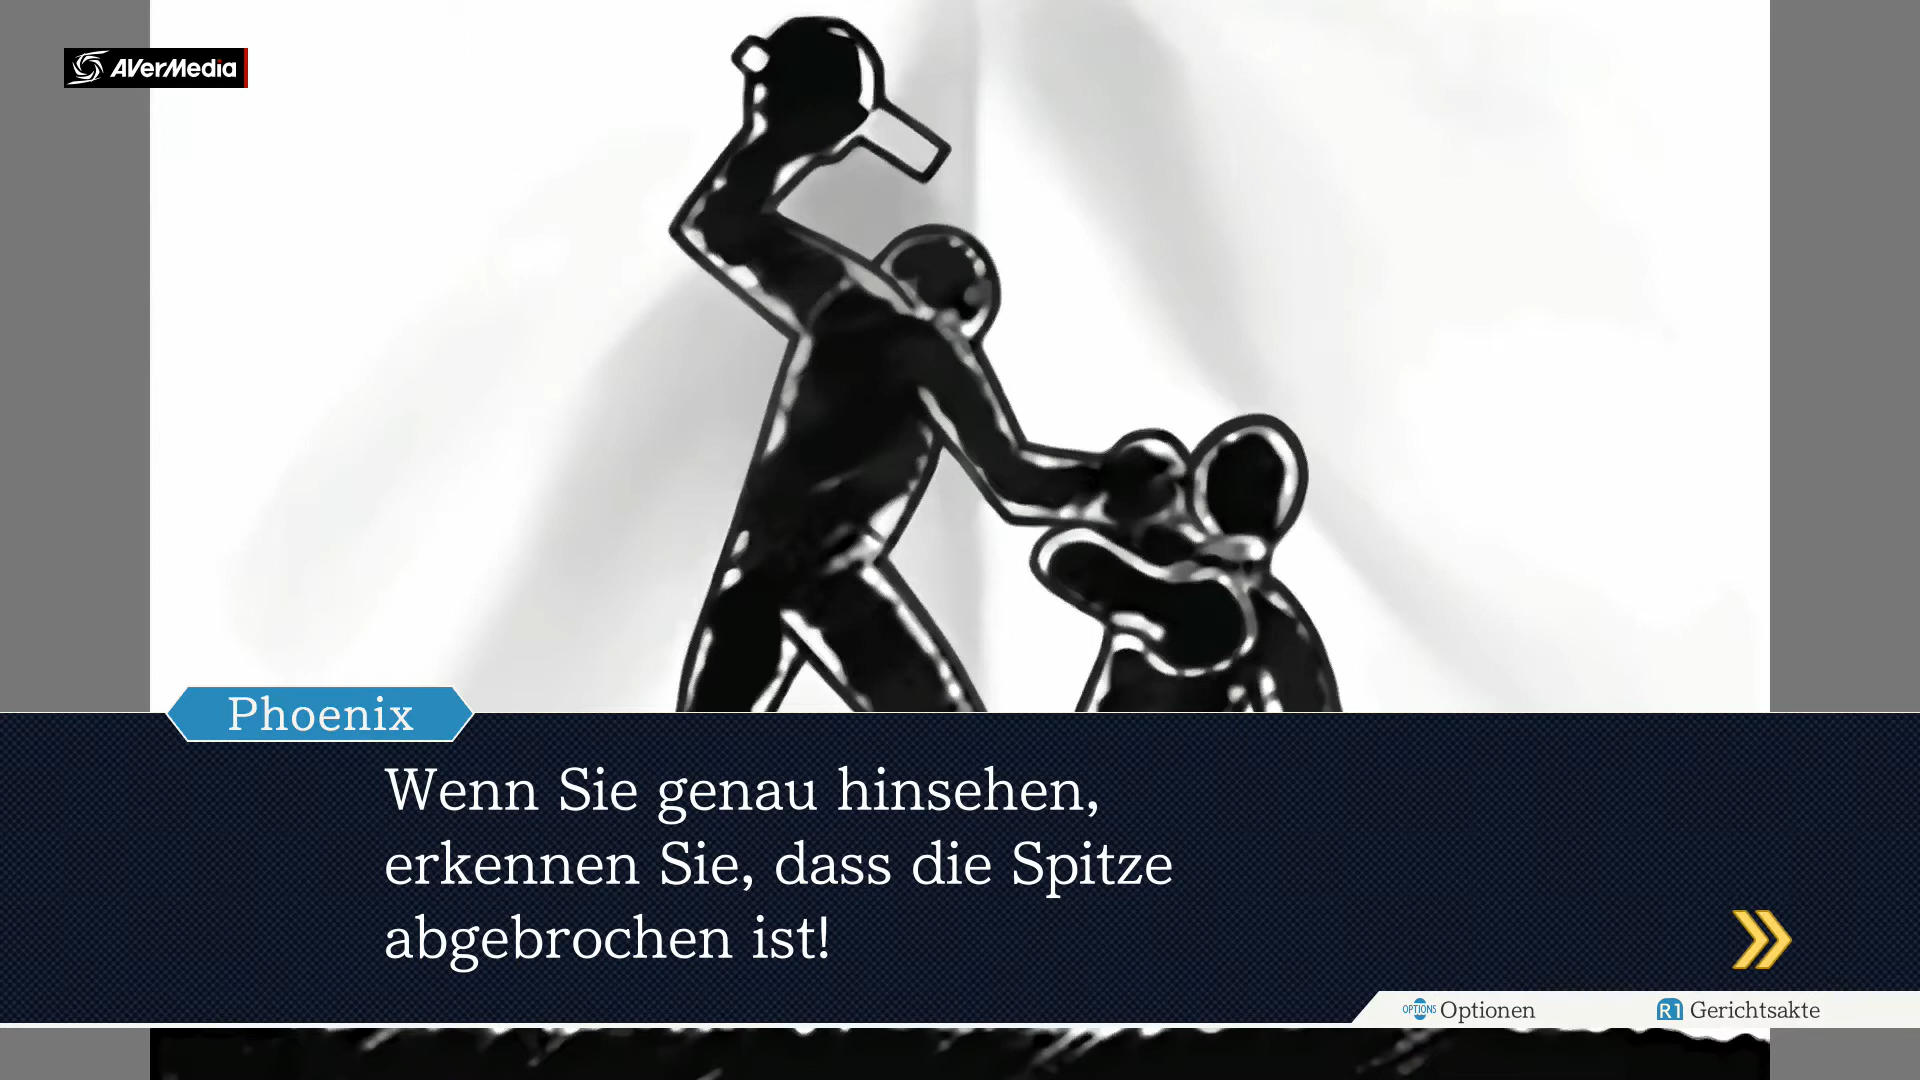 AVerMedia
Phoenix
Wenn Sie genau hinsehen,
erkennen Sie, dass die Spitze
abgebrochen ist!
OPTIONS Optionen
R1 Gerichtsakte